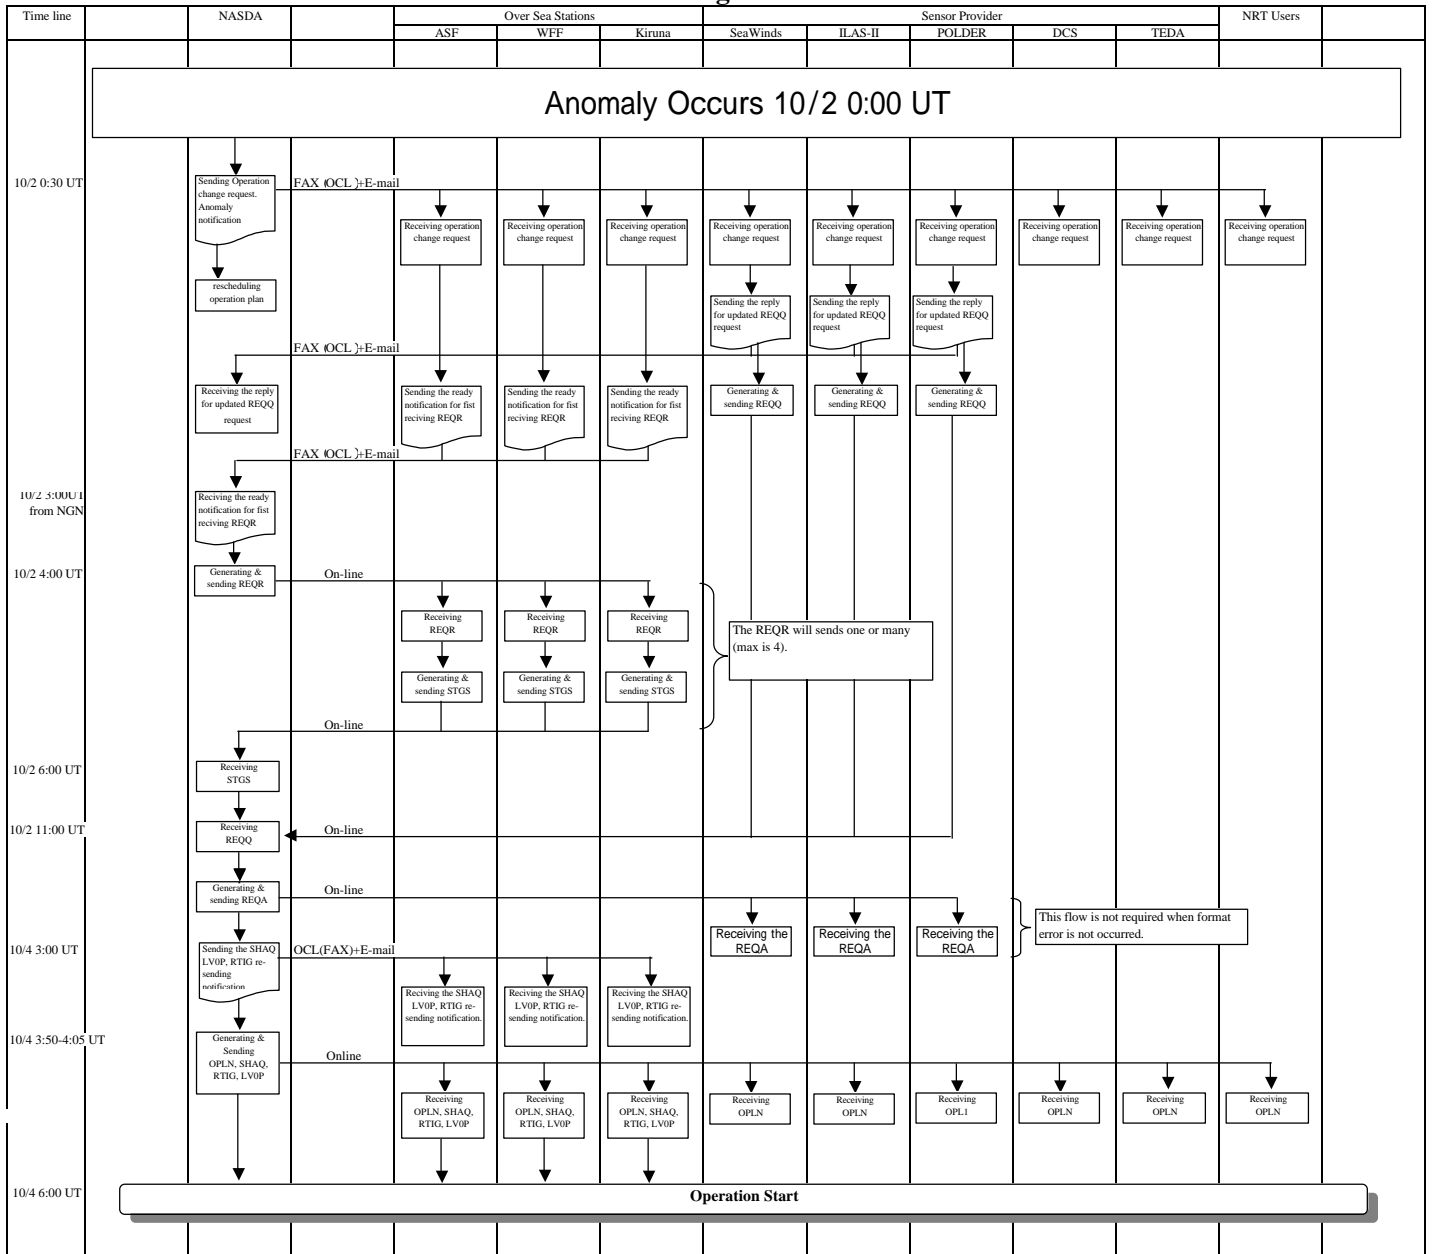 Time line
NASDA
Over Sea Stations
Sensor Provider
NRT Users
ASF
WFF
Kiruna
SeaWinds
ILAS-II
POLDER
DCS
TEDA
Anomaly Occurs 10/2 0:00 UT
10/2 0:30 UT
Sending Operation
change request.
Anomaly
notification
FAX (OCL )+E-mail
Receiving operation
change request
Receiving operation
change request
Receiving operation
change request
Receiving operation
change request
Receiving operation
change request
Receiving operation
change request
Receiving operation
change request
Receiving operation
change request
Receiving operation
change request
rescheduling
operation plan
Sending the reply
for updated REQQ
request
Sending the reply
for updated REQQ
request
Sending the reply
for updated REQQ
request
FAX (OCL )+E-mail
Receiving the reply
for updated REQQ
request
Sending the ready
notification for fist
reciving REQR
Sending the ready
notification for fist
reciving REQR
Sending the ready
notification for fist
reciving REQR
Generating &
sending REQQ
Generating &
sending REQQ
Generating &
sending REQQ
FAX (OCL )+E-mail
10/2 3:00UT
from NGN
Reciving the ready
notification for fist
reciving REQR
10/2 4:00 UT
Generating &
sending REQR
On-line
Receiving
REQR
Receiving
REQR
Receiving
REQR
The REQR will sends one or many
(max is 4).
Generating &
sending STGS
Generating &
sending STGS
Generating &
sending STGS
On-line
10/2 6:00 UT
Receiving
STGS
10/2 11:00 UT
Receiving
REQQ
On-line
Generating &
sending REQA
On-line
Receiving the
REQA
Receiving the
REQA
Receiving the
REQA
This flow is not required when format
error is not occurred.
10/4 3:00 UT
Sending the SHAQ
LV0P, RTIG re-
sending
notification
OCL(FAX)+E-mail
Reciving the SHAQ
LV0P, RTIG re-
sending notification.
Reciving the SHAQ
LV0P, RTIG re-
sending notification.
Reciving the SHAQ
LV0P, RTIG re-
sending notification.
10/4 3:50-4:05 UT
Generating &
Sending
OPLN, SHAQ,
RTIG, LV0P
Online
Receiving
OPLN, SHAQ,
RTIG, LV0P
Receiving
OPLN, SHAQ,
RTIG, LV0P
Receiving
OPLN, SHAQ,
RTIG, LV0P
Receiving
OPLN
Receiving
OPLN
Receiving
OPL1
Receiving
OPLN
Receiving
OPLN
Receiving
OPLN
10/4 6:00 UT
Operation Start